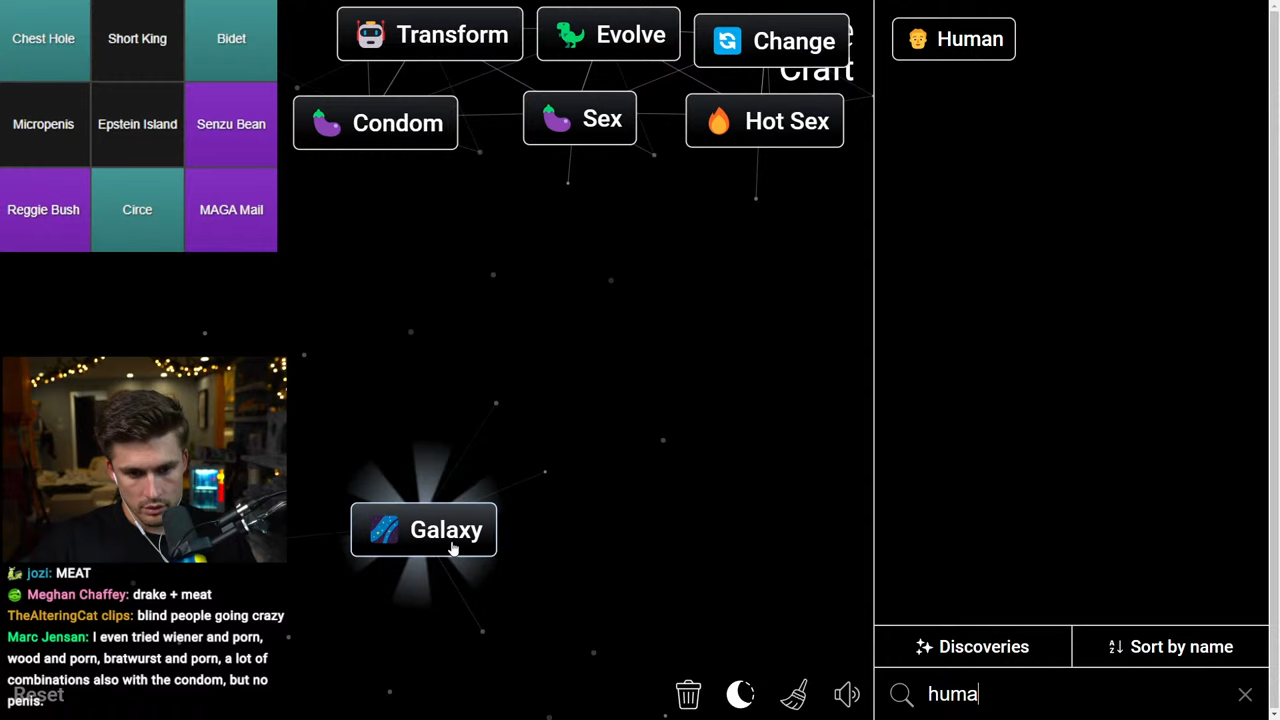 Chest Hole
Short King
Bidet
Micropenis
Epstein Island
Senzu Bean
Reggie Bush
Circe
MAGA Mail
Transform
Evolve
Change
Craft
Condom
Sex
Hot Sex
Human
Galaxy
jozi: MEAT
Meghan Chaffey: drake + meat
TheAlteringCat clips: blind people going crazy
Marc Jensan: I even tried wiener and porn,
wood and porn, bratwurst and porn, a lot of
combinations also with the condom, but no
penis.
Reset
Discoveries
Sort by name
huma